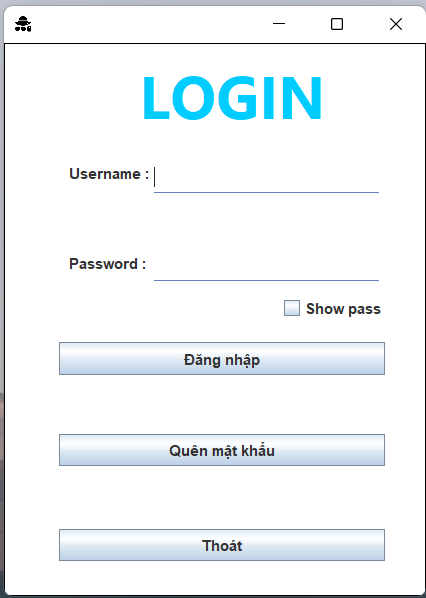 LOGIN
Username :
Password :
Show pass
Đăng nhập
Quên mật khẩu
Thoát